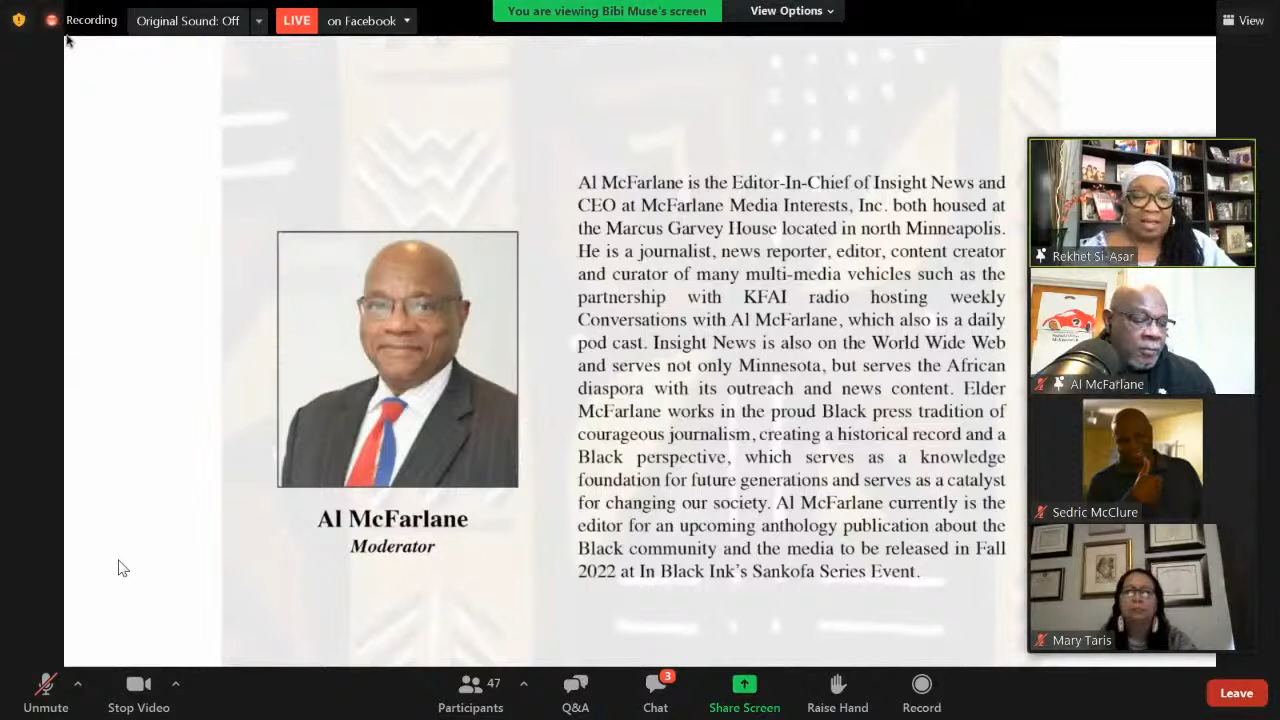 Recording
Original Sound: Off
LIVE
on Facebook
You are viewing Bibi Muse's screen
View Options
View
Al McFarlane is the Editor-In-Chief of Insight News and
CEO at McFarlane Media Interests, Inc. both housed at
the Marcus Garvey House located in north Minneapolis.
He is a journalist, news reporter, editor, content creator
and curator of many multi-media vehicles such as the
partnership with KFAI radio hosting weekly
Conversations with Al McFarlane, which also is a daily
pod cast. Insight News is also on the World Wide Web
and serves not only Minnesota, but serves the African
diaspora with its outreach and news content. Elder
McFarlane works in the proud Black press tradition of
courageous journalism, creating a historical record and a
Black perspective, which serves as a knowledge
foundation for future generations and serves as a catalyst
for changing our society. Al McFarlane currently is the
editor for an upcoming anthology publication about the
Black community and the media to be released in Fall
2022 at In Black Ink's Sankofa Series Event.
Al McFarlane
Moderator
Rekhet Si-Asar
Al McFarlane
Sedric McClure
Mary Taris
Unmute
Stop Video
Participants
47
Q&A
Chat
3
Share Screen
Raise Hand
Record
Leave